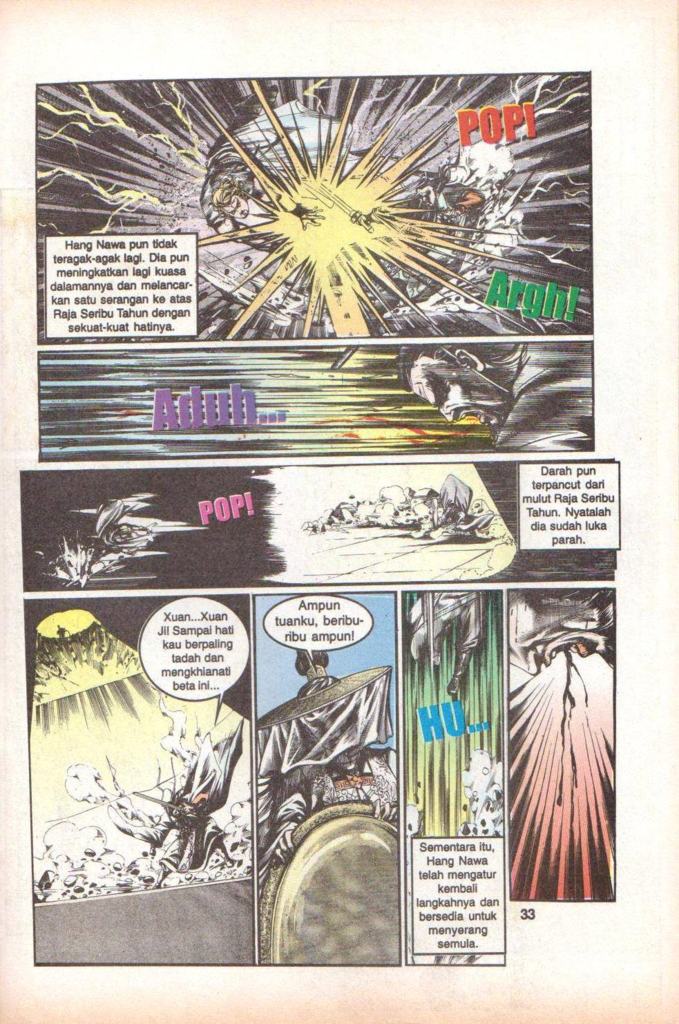 POP!
Hang Nawa pun tidak
teragak-agak lagi. Dia pun
meningkatkan lagi kuasa
dalamannya dan melancar-
kan satu serangan ke atas
Raja Seribu Tahun dengan
sekuat-kuat hatinya.
Argh!
Aduh...
POP!
Darah pun
terpancut dari
mulut Raja Seribu
Tahun. Nyatalah
dia sudah luka
parah.
Xuan...Xuan
Ji! Sampai hati
kau berpaling
tadah dan
mengkhianati
beta ini...
Ampun
tuanku, beribu-
ribu ampun!
HU...
Sementara itu,
Hang Nawa
telah mengatur
kembali
langkahnya dan
bersedia untuk
menyerang
semula.
33